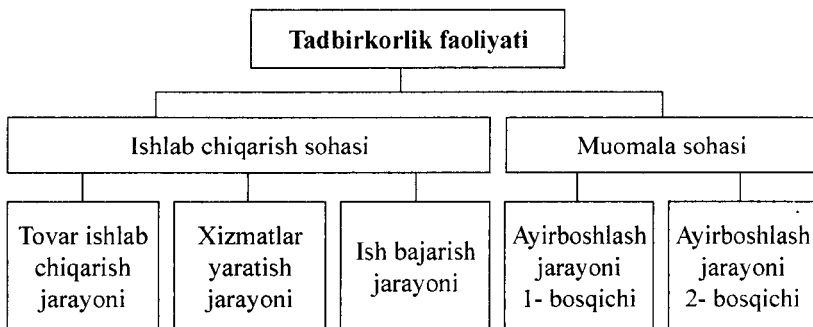 Tadbirkorlik faoliyati
Ishlab chiqarish sohasi
Muomala sohasi
Tovar ishlab
chiqarish
jarayoni
Xizmatlar
yaratish
jarayoni
Ish bajarish
jarayoni
Ayirboshlash
jarayoni
1- bosqichi
Ayirboshlash
jarayoni
2- bosqichi